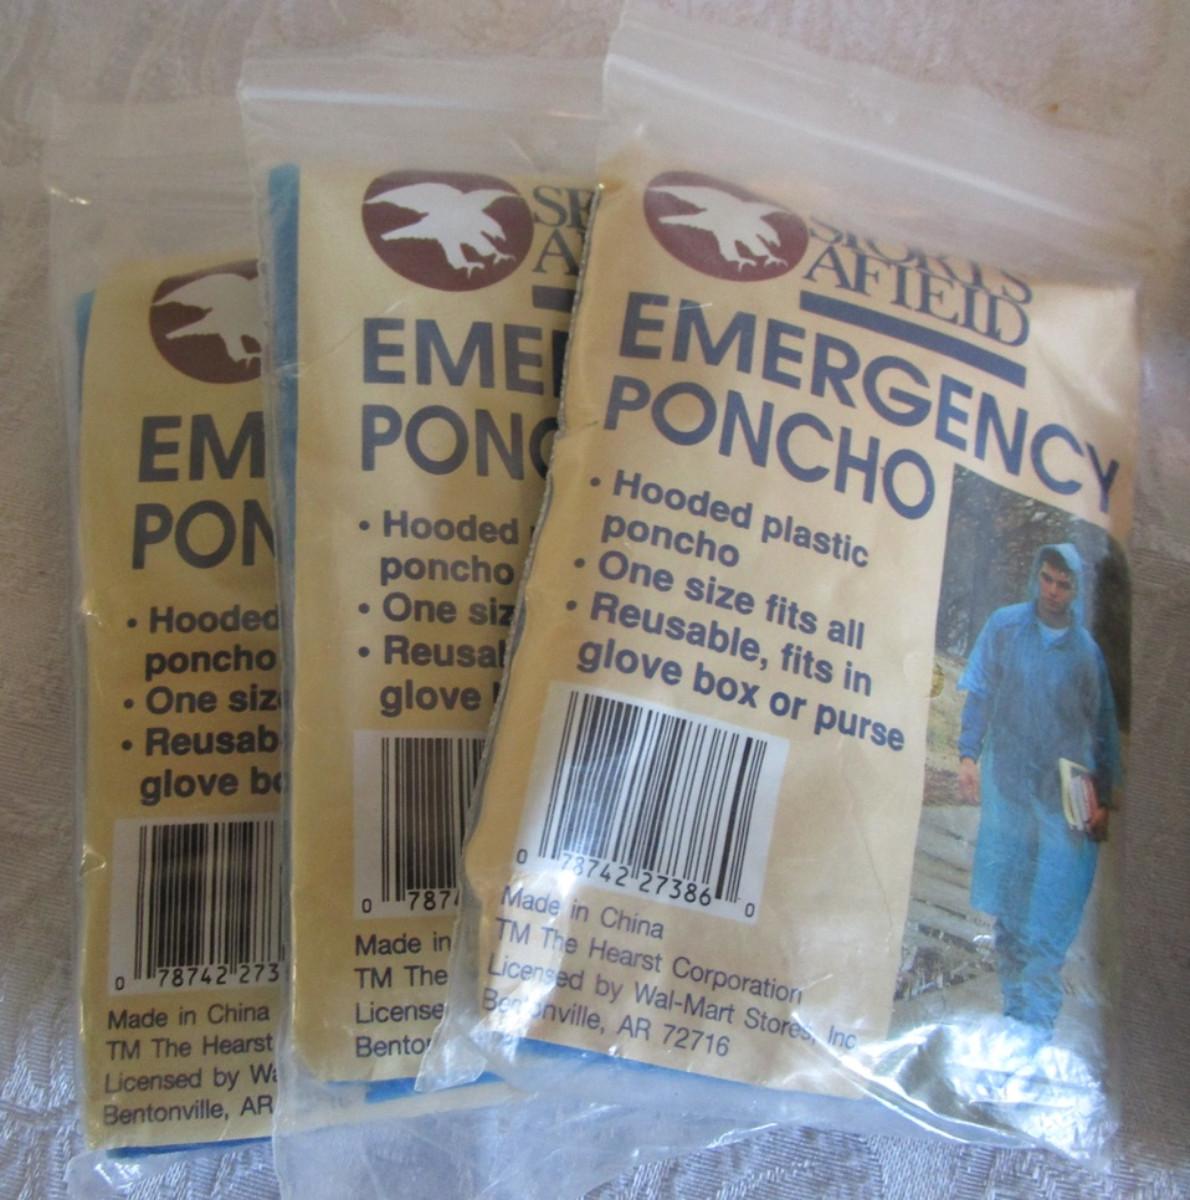 EM
PON
• Hooded
poncho
• One siz
• Reusab
glove bo
0 78742 273
Made in China
TM The Hearst
Licensed by Wa
Bentonville, AR
SP
A
EME
PONC
• Hooded
poncho
• One siz
• Reusa
glove
0 787
Made in
TM The
License
Bento
SPORTS
AFIELD
EMERGENCY
PONCHO
• Hooded plastic
poncho
• One size fits all
• Reusable, fits in
glove box or purse
0 78742 27386 0
Made in China
TM The Hearst Corporation
Licensed by Wal-Mart Stores, Inc
Bentonville, AR 72716